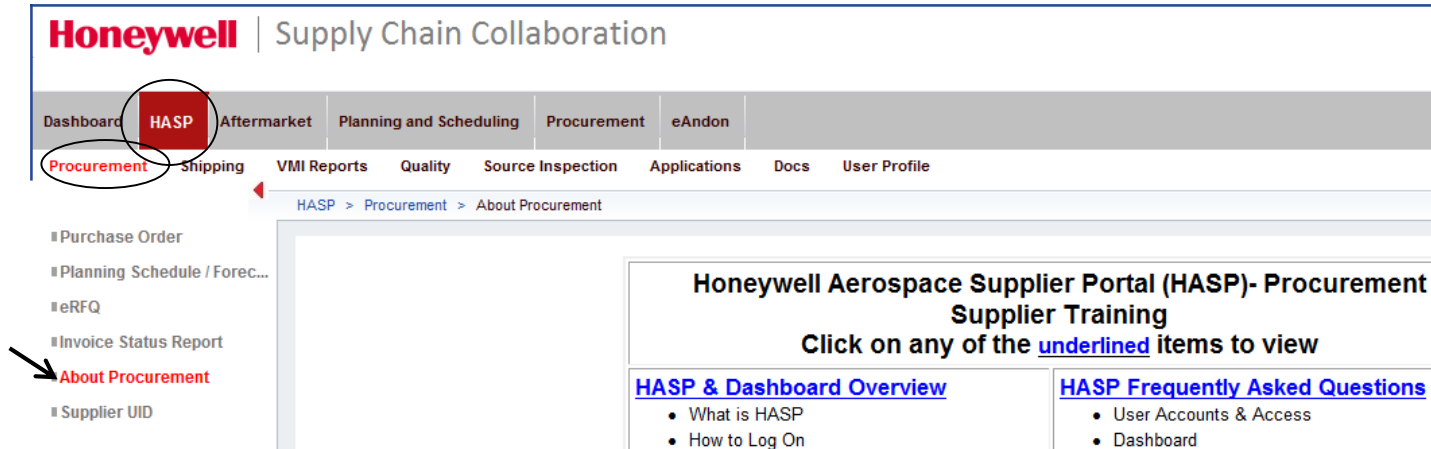 Honeywell | Supply Chain Collaboration
Dashboard HASP Aftermarket Planning and Scheduling Procurement eAndon
Procurement Shipping VMI Reports Quality Source Inspection Applications Docs User Profile
HASP > Procurement > About Procurement
Purchase Order
Planning Schedule / Forec...
eRFQ
Invoice Status Report
About Procurement
Supplier UID
Honeywell Aerospace Supplier Portal (HASP)- Procurement
Supplier Training
Click on any of the underlined items to view
HASP & Dashboard Overview
• What is HASP
• How to Log On
HASP Frequently Asked Questions
• User Accounts & Access
• Dashboard